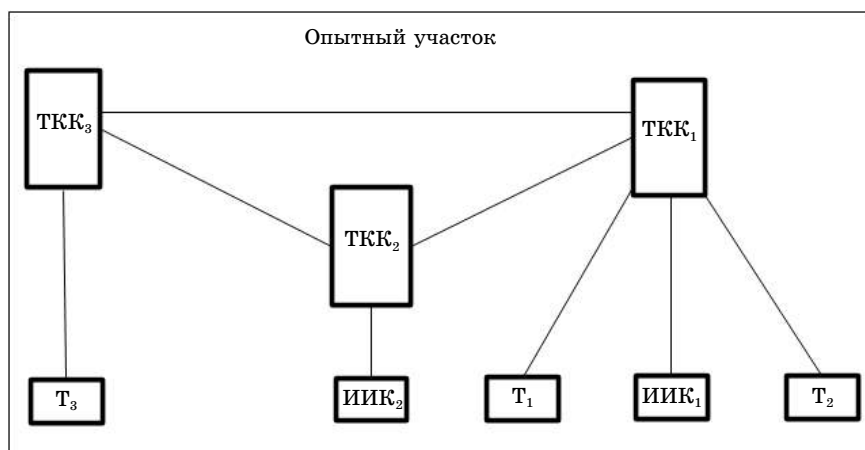 Опытный участок
ТКК₃
ТКК₁
ТКК₂
Т₃
ИИК₂
Т₁
ИИК₁
Т₂